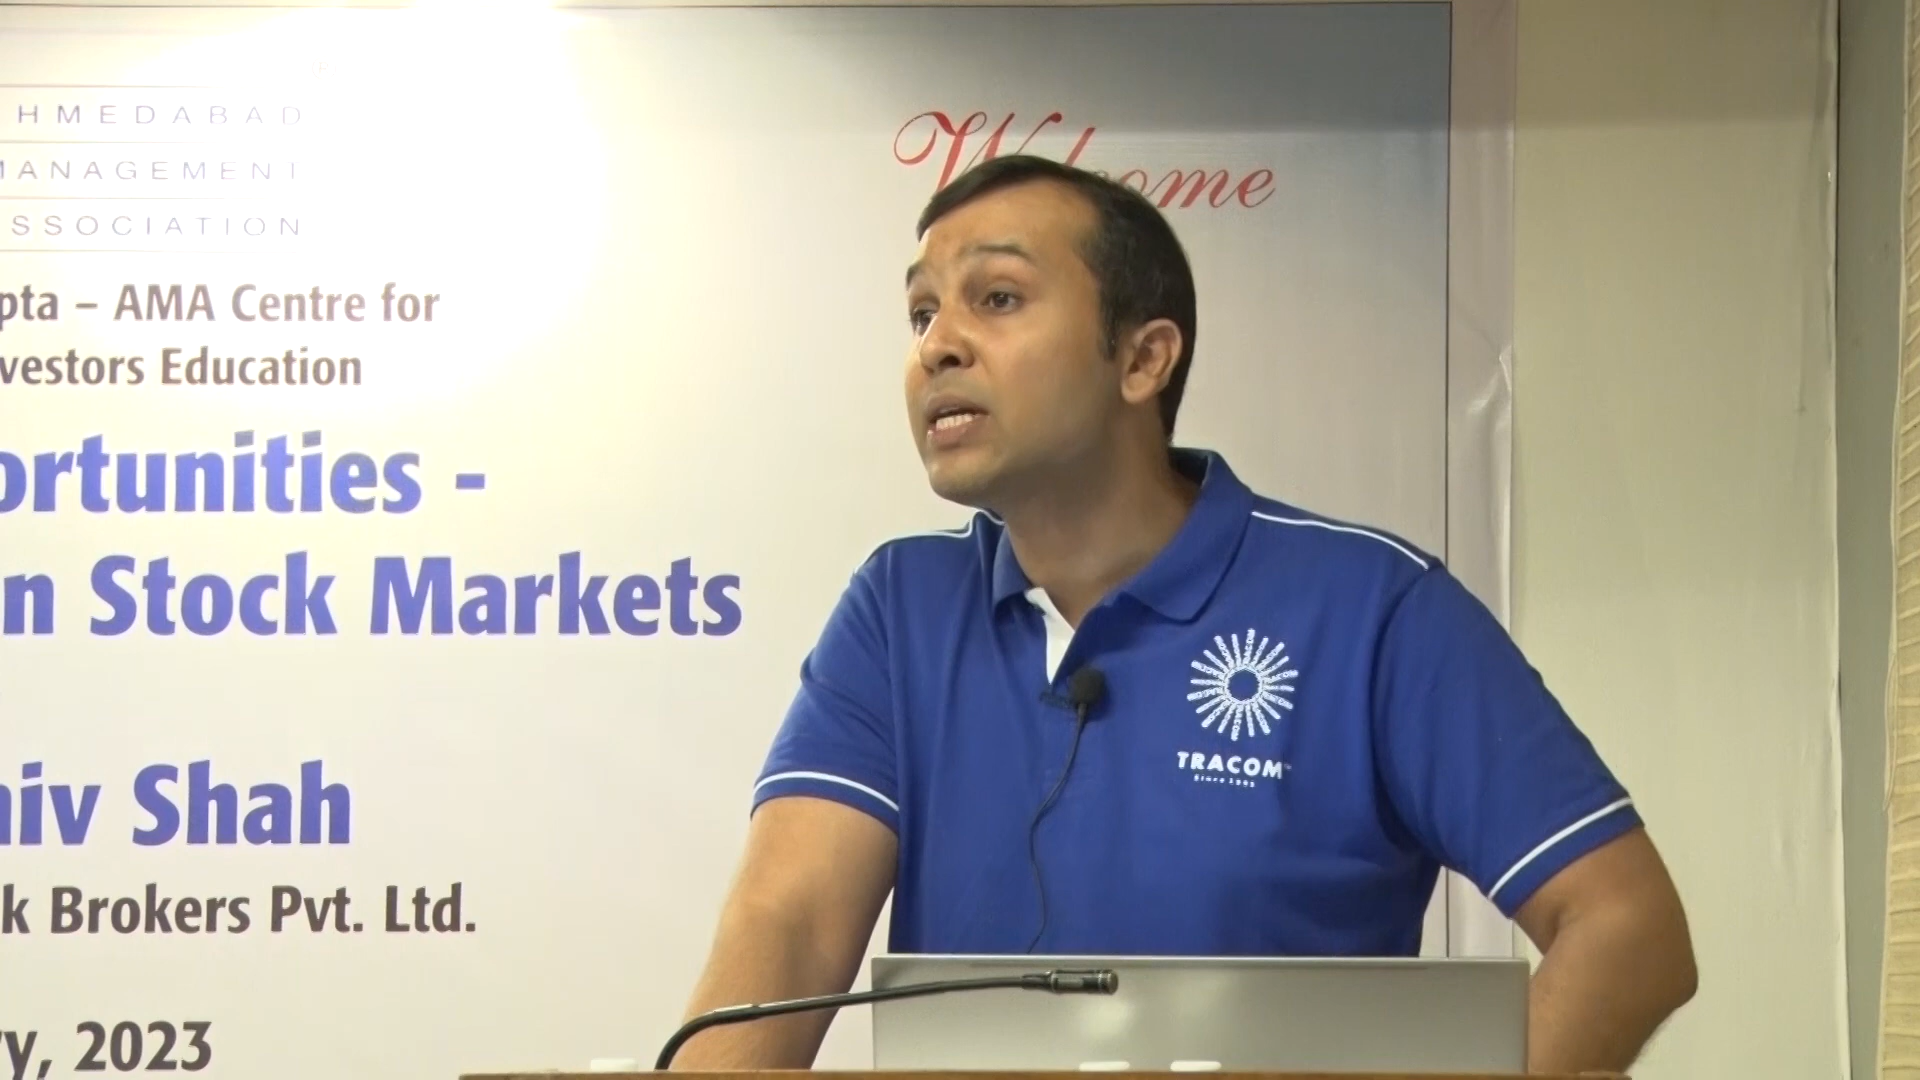 HMEDABAD
MANAGEMENT
SSOCIATION
pta – AMA Centre for
vestors Education
ortunities -
n Stock Markets
iv Shah
k Brokers Pvt. Ltd.
ry, 2023
Welcome
TRACOM